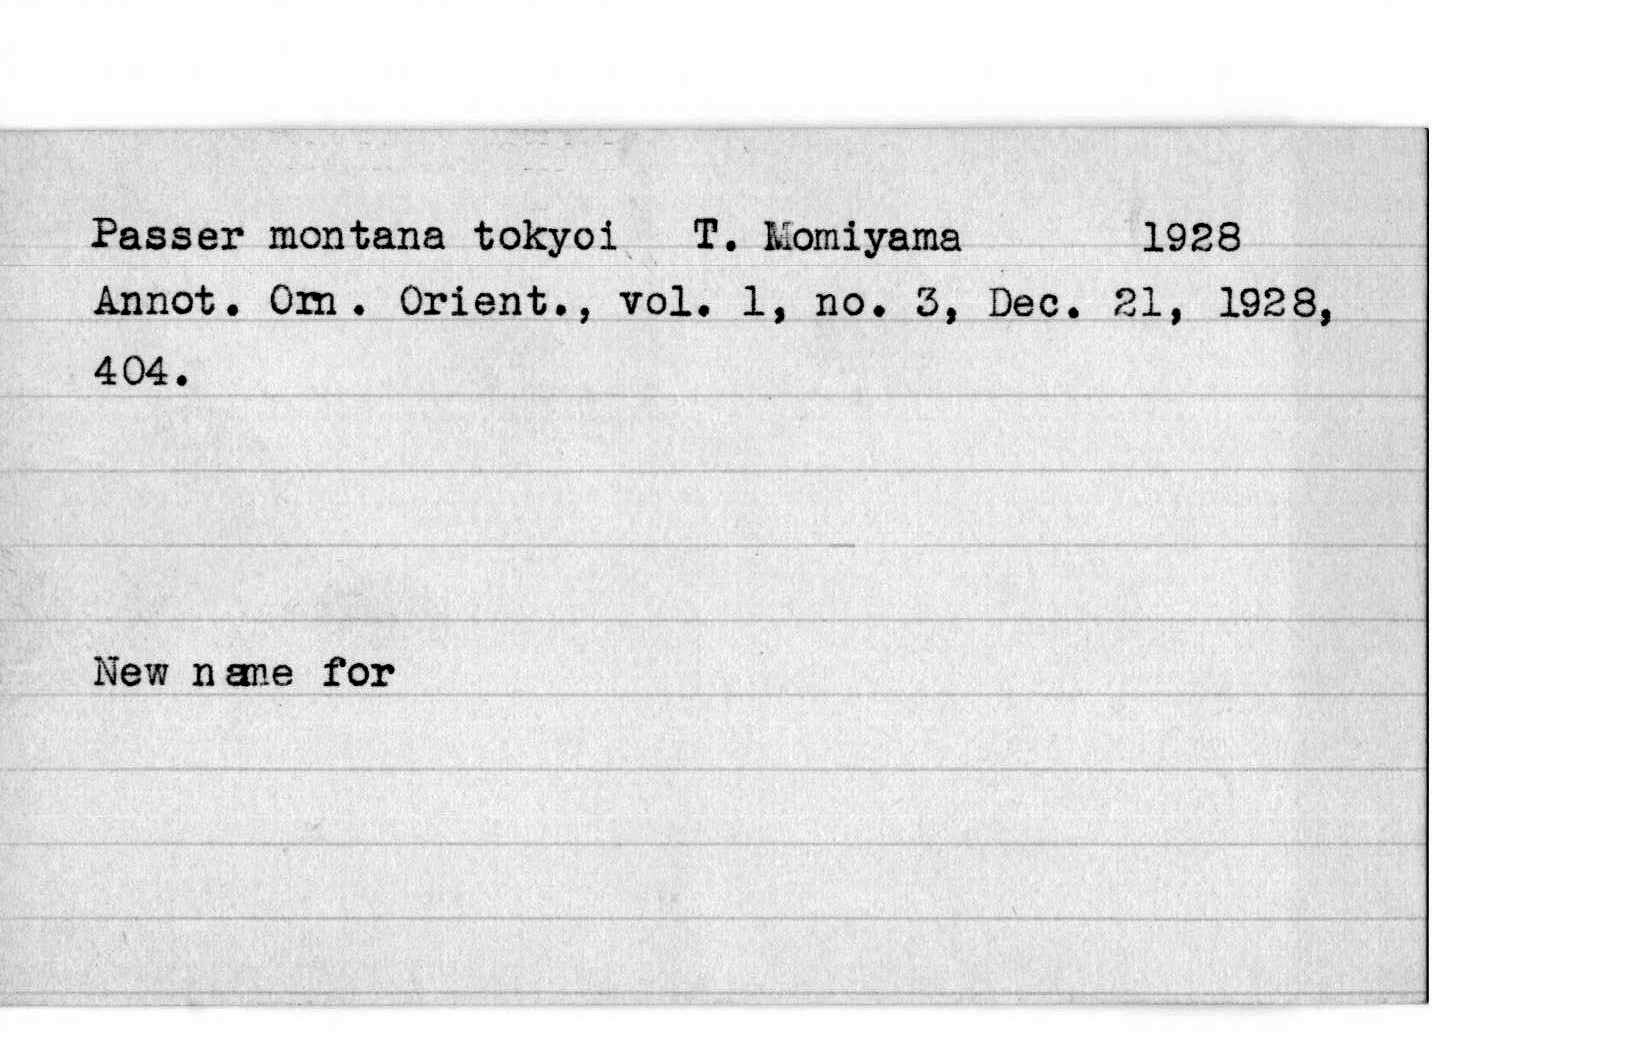 Passer montana tokyoi T. Momiyama 1928
Annot. Orn. Orient., vol. 1, no. 3, Dec. 21, 1928,
404.
New name for